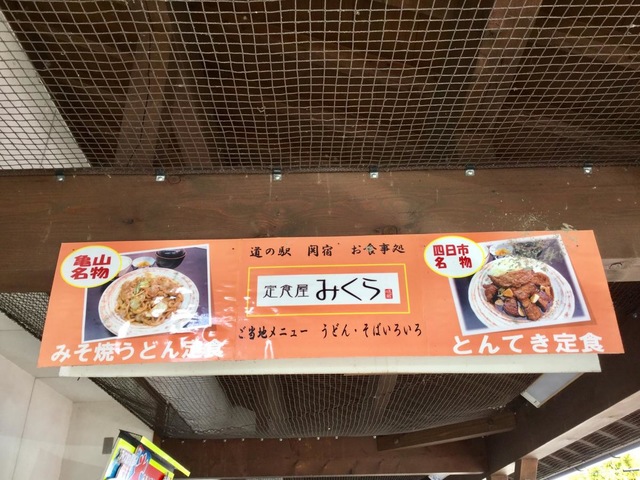 亀山
名物
みそ焼うどん定食
道の駅 関宿 お食事処
定食屋 みくら
ご当地メニュー うどん・そばいろいろ
四日市
名物
とんてき定食